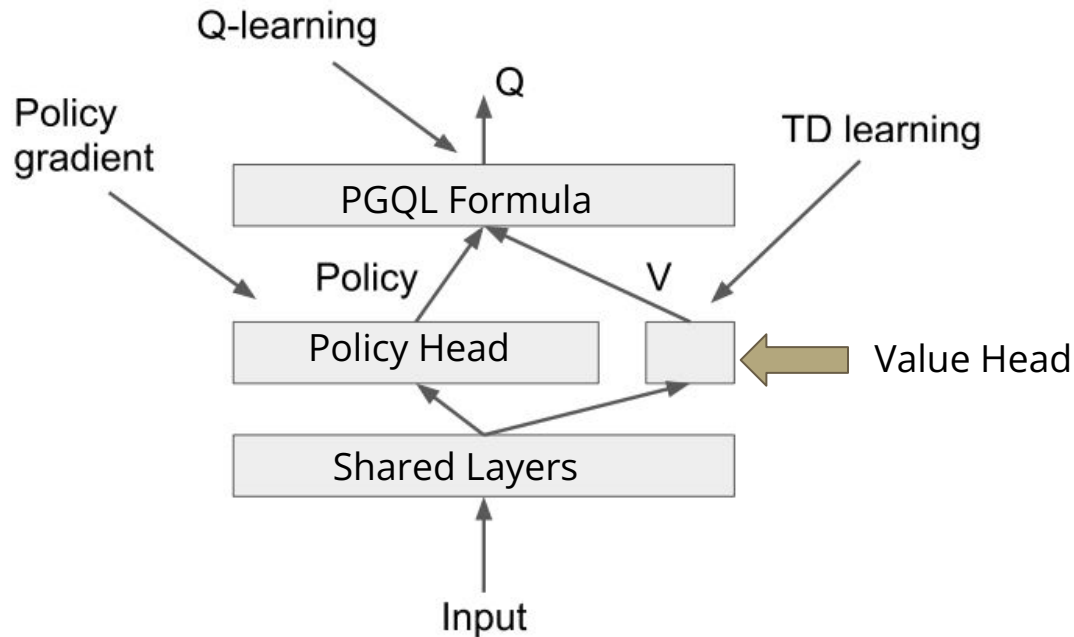 Q-learning
Q
Policy
gradient
TD learning
PGQL Formula
Policy
V
Policy Head
Value Head
Shared Layers
Input